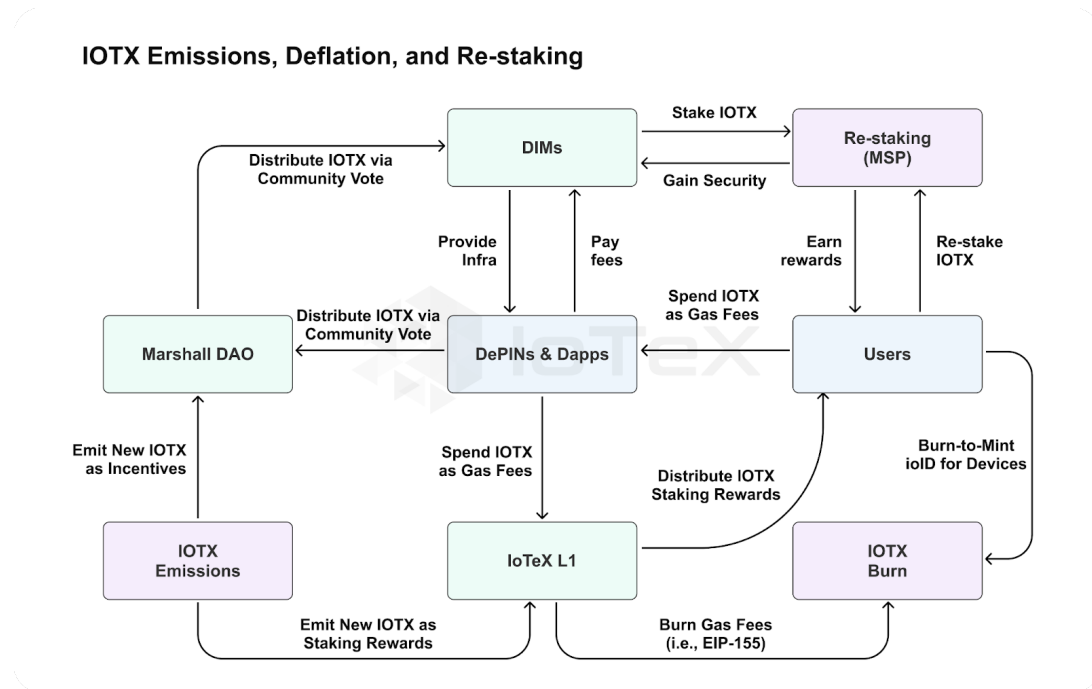 IOTX Emissions, Deflation, and Re-staking
DIMs
Stake IOTX
Gain Security
Re-staking
(MSP)
Distribute IOTX via
Community Vote
Provide
Infra
Pay
fees
Earn
rewards
Re-stake
IOTX
Marshall DAO
Distribute IOTX via
Community Vote
DePINs & Dapps
Spend IOTX
as Gas Fees
Users
IoTeX
Emit New IOTX
as Incentives
Spend IOTX
as Gas Fees
Distribute IOTX
Staking Rewards
Burn-to-Mint
ioID for Devices
IOTX
Emissions
IoTeX L1
IOTX
Burn
Emit New IOTX as
Staking Rewards
Burn Gas Fees
(i.e., EIP-155)